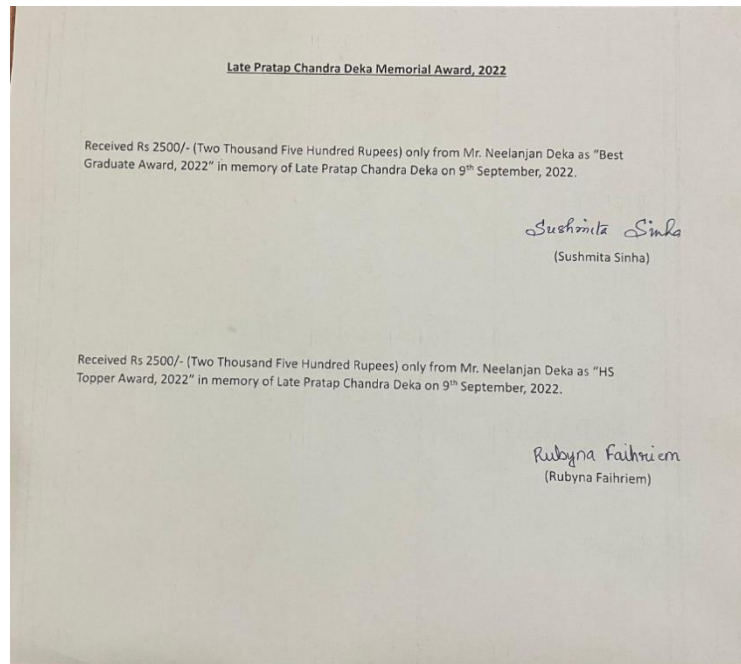 Late Pratap Chandra Deka Memorial Award, 2022
Received Rs 2500/- (Two Thousand Five Hundred Rupees) only from Mr. Neelanjan Deka as “Best
Graduate Award, 2022” in memory of Late Pratap Chandra Deka on 9th September, 2022.
Sushmita Sinha
(Sushmita Sinha)
Received Rs 2500/- (Two Thousand Five Hundred Rupees) only from Mr. Neelanjan Deka as “HS
Topper Award, 2022” in memory of Late Pratap Chandra Deka on 9th September, 2022.
Rubyna Faihriem
(Rubyna Faihriem)